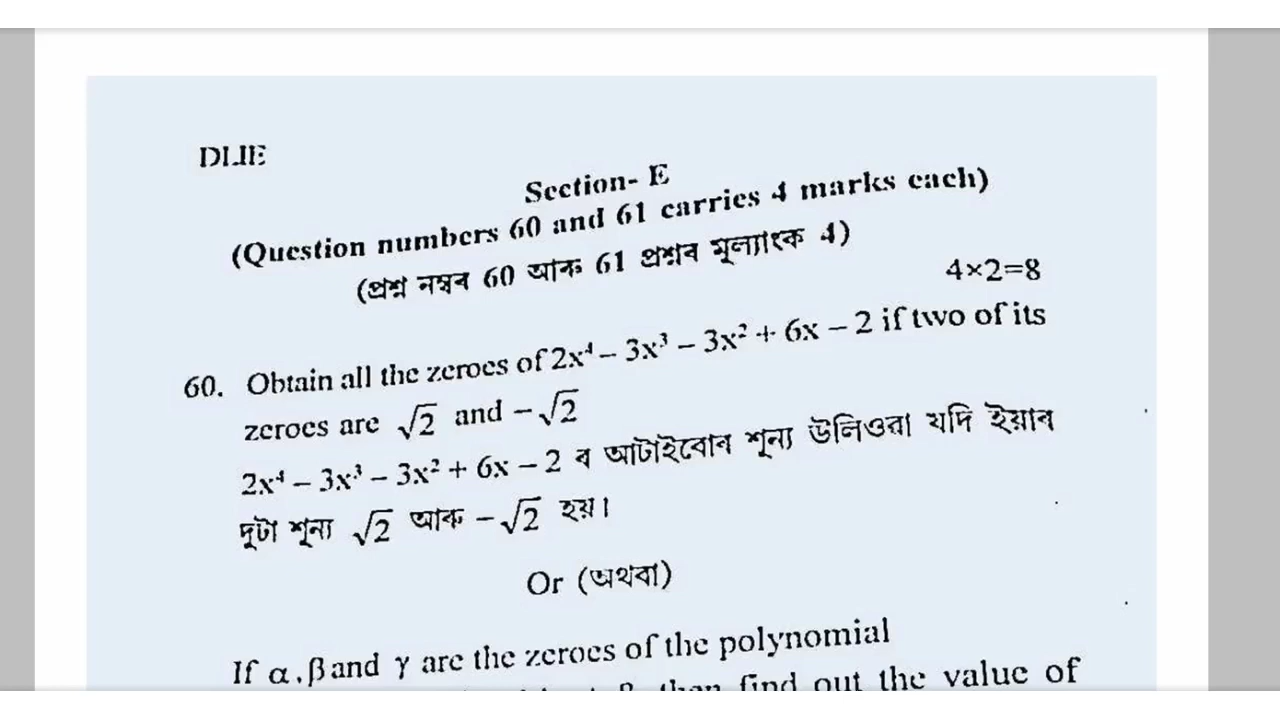 DLIE
Section- E
(Question numbers 60 and 61 carries 4 marks each)
(প্ৰশ্ন নম্বৰ 60 আৰু 61 প্ৰশ্নৰ মূল্যাংক 4)
4×2=8
60. Obtain all the zeroes of 2x⁴ – 3x³ – 3x² + 6x – 2 if two of its
zeroes are √2 and –√2
2x⁴ – 3x³ – 3x² + 6x – 2 ৰ আটাইবোৰ শূন্য উলিওৱা যদি ইয়াৰ
দুটা শূন্য √2 আৰু –√2 হয়।
Or (অথবা)
If α, β and γ are the zeroes of the polynomial
then find out the value of